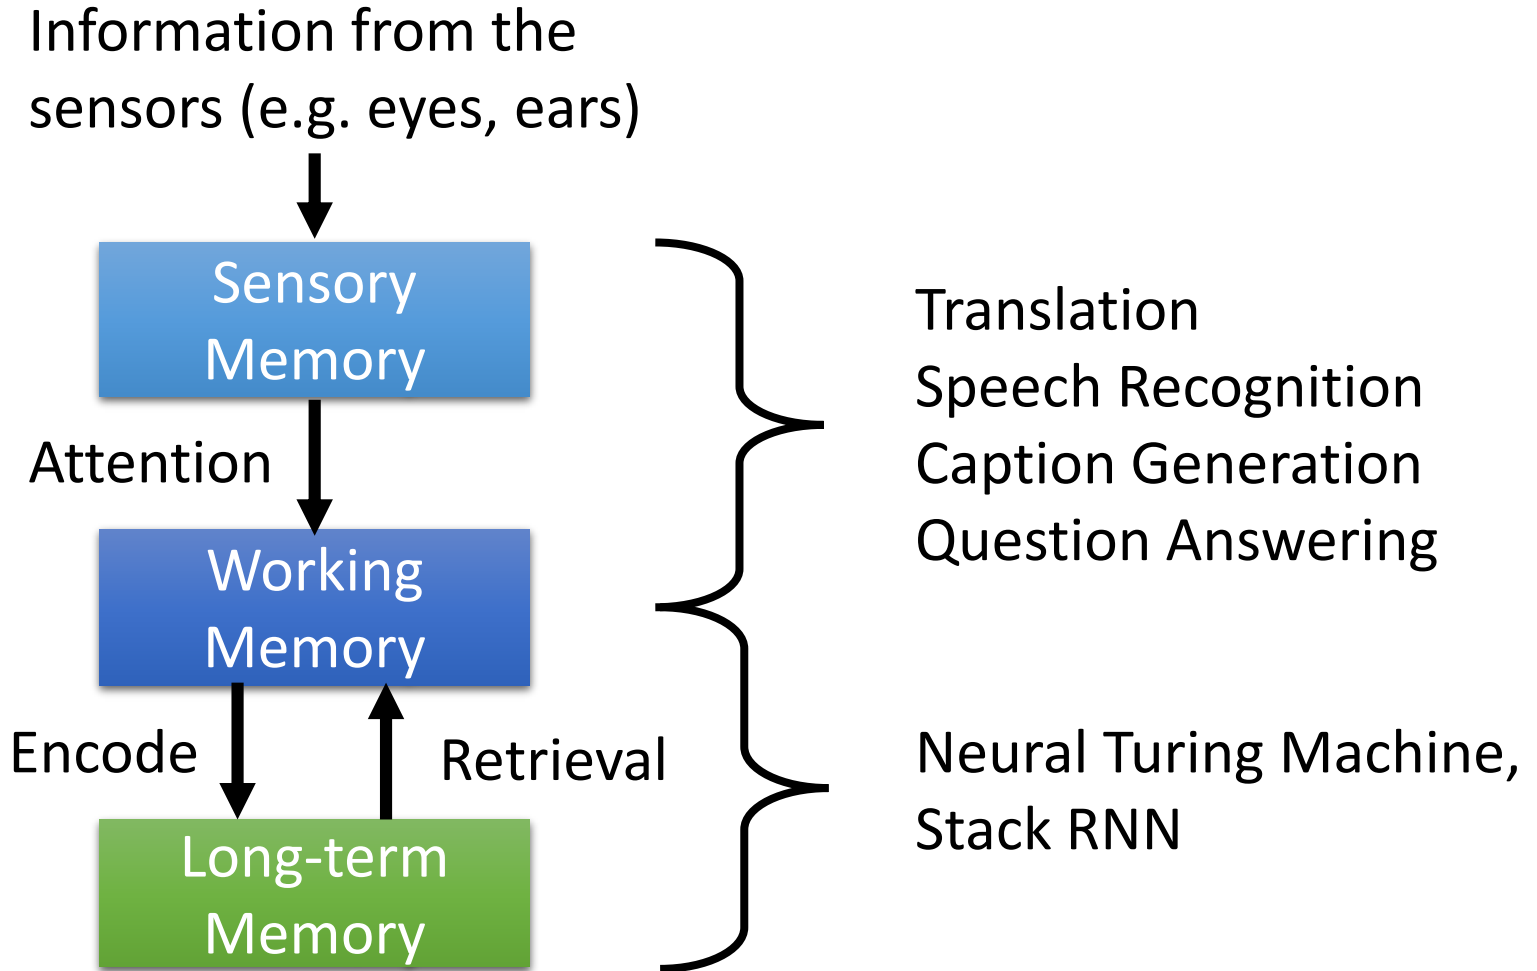 Information from the
sensors (e.g. eyes, ears)
Sensory
Memory
Attention
Working
Memory
Encode
Retrieval
Long-term
Memory
Translation
Speech Recognition
Caption Generation
Question Answering
Neural Turing Machine,
Stack RNN